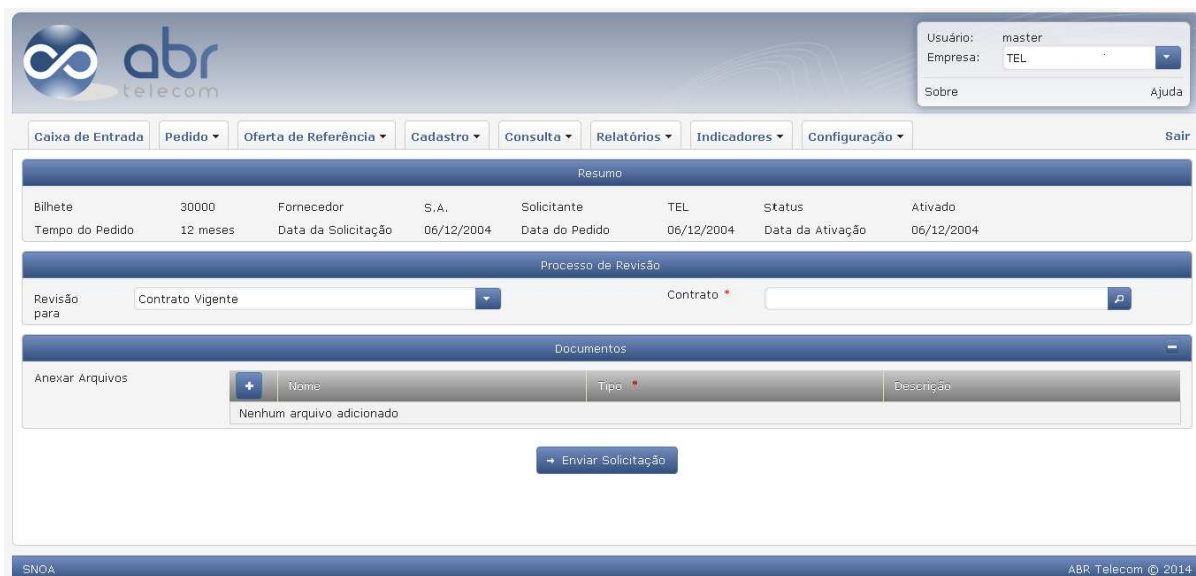 abr
telecom
Usuário: master
Empresa: TEL
Sobre Ajuda
Caixa de Entrada Pedido Oferta de Referência Cadastro Consulta Relatórios Indicadores Configuração Sair
Resumo
Bilhete 30000 Fornecedor S.A. Solicitante TEL Status Ativado
Tempo do Pedido 12 meses Data da Solicitação 06/12/2004 Data do Pedido 06/12/2004 Data da Ativação 06/12/2004
Processo de Revisão
Revisão para Contrato Vigente Contrato *
Documentos
Anexar Arquivos + Nome Tipo * Descrição
Nenhum arquivo adicionado
→ Enviar Solicitação
SNOA ABR Telecom © 2014